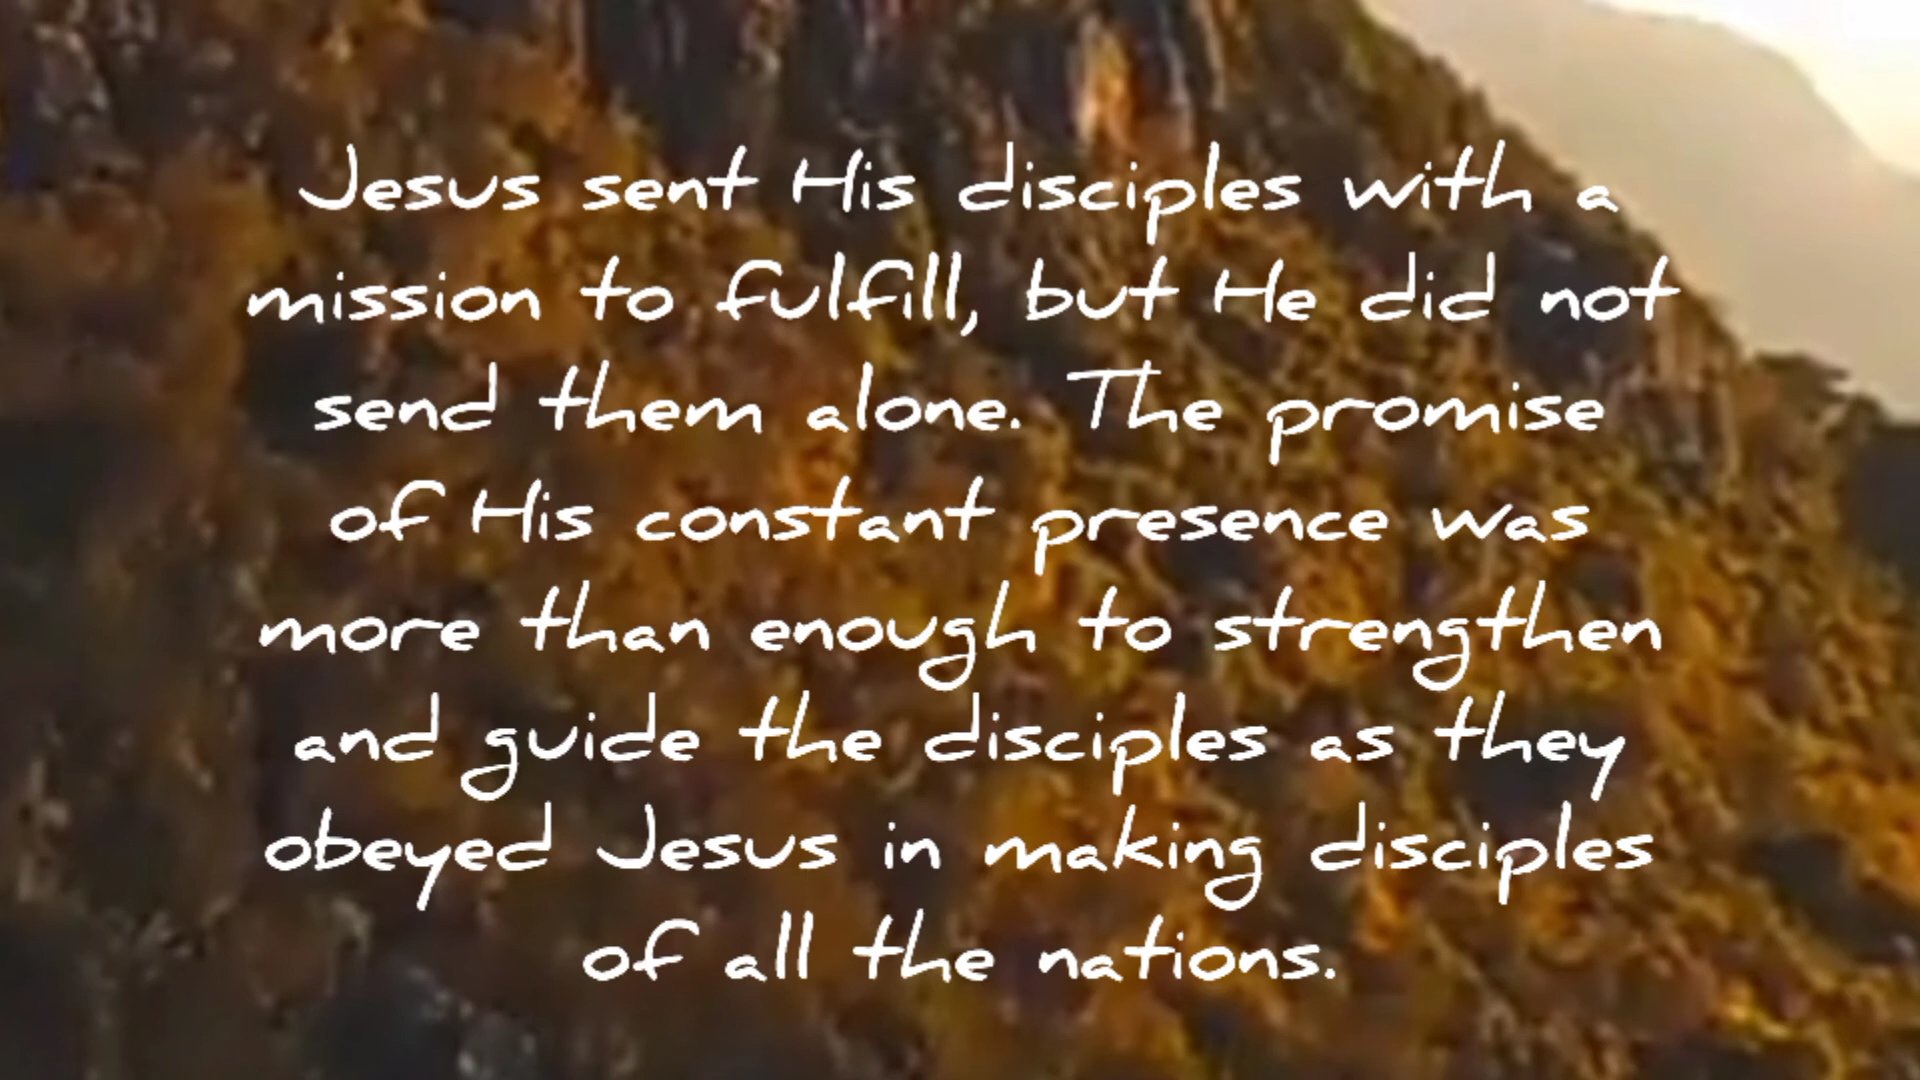 Jesus sent His disciples with a
mission to fulfill, but He did not
send them alone. The promise
of His constant presence was
more than enough to strengthen
and guide the disciples as they
obeyed Jesus in making disciples
of all the nations.